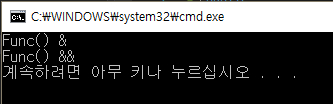 C:\WINDOWS\system32\cmd.exe
Func() &
Func() &&
계속하려면 아무 키나 누르십시오 . . .